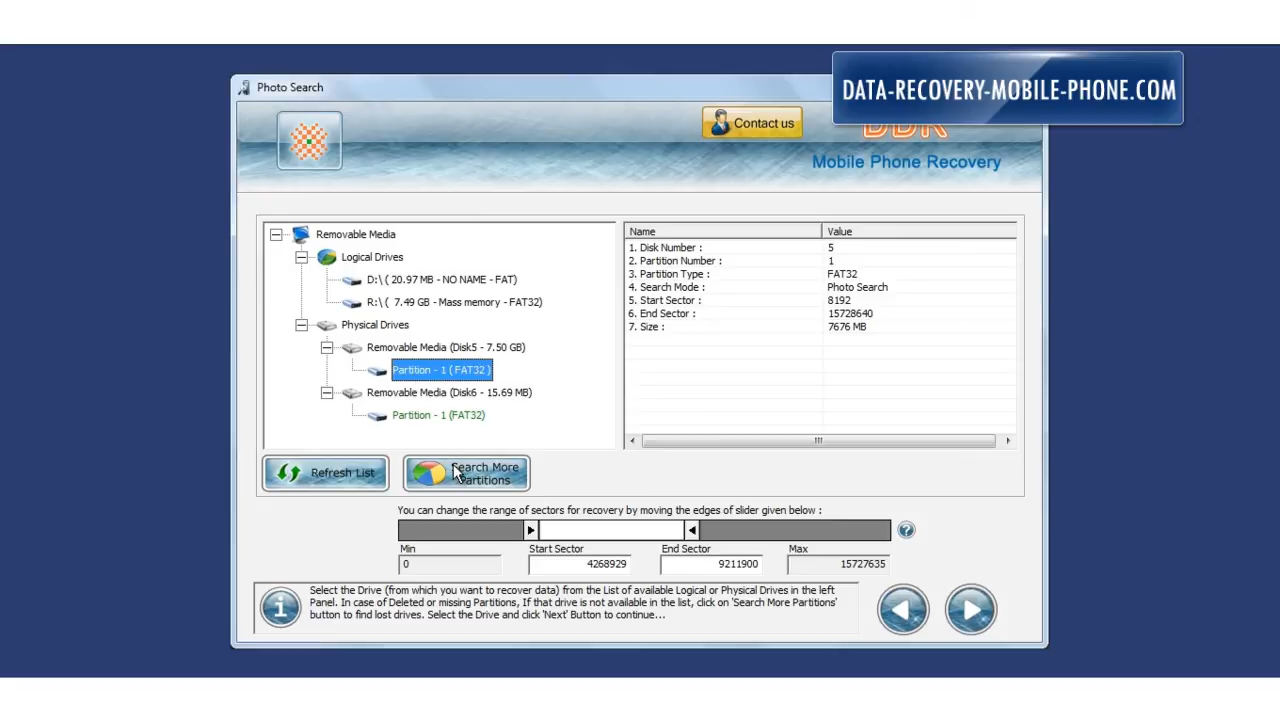 DATA-RECOVERY-MOBILE-PHONE.COM
Photo Search
Contact us
DDR
Mobile Phone Recovery
Removable Media
Logical Drives
D:\ ( 20.97 MB - NO NAME - FAT)
R:\ ( 7.49 GB - Mass memory - FAT32)
Physical Drives
Removable Media (Disk5 - 7.50 GB)
Partition - 1 ( FAT32 )
Removable Media (Disk6 - 15.69 MB)
Partition - 1 (FAT32)
Name Value
1. Disk Number : 5
2. Partition Number : 1
3. Partition Type : FAT32
4. Search Mode : Photo Search
5. Start Sector : 8192
6. End Sector : 15728640
7. Size : 7676 MB
Refresh List
Search More
Partitions
You can change the range of sectors for recovery by moving the edges of slider given below :
Min Start Sector End Sector Max
0 4268929 9211900 15727635
Select the Drive (from which you want to recover data) from the List of available Logical or Physical Drives in the left
Panel. In case of Deleted or missing Partitions, If that drive is not available in the list, click on 'Search More Partitions'
button to find lost drives. Select the Drive and click 'Next' Button to continue...